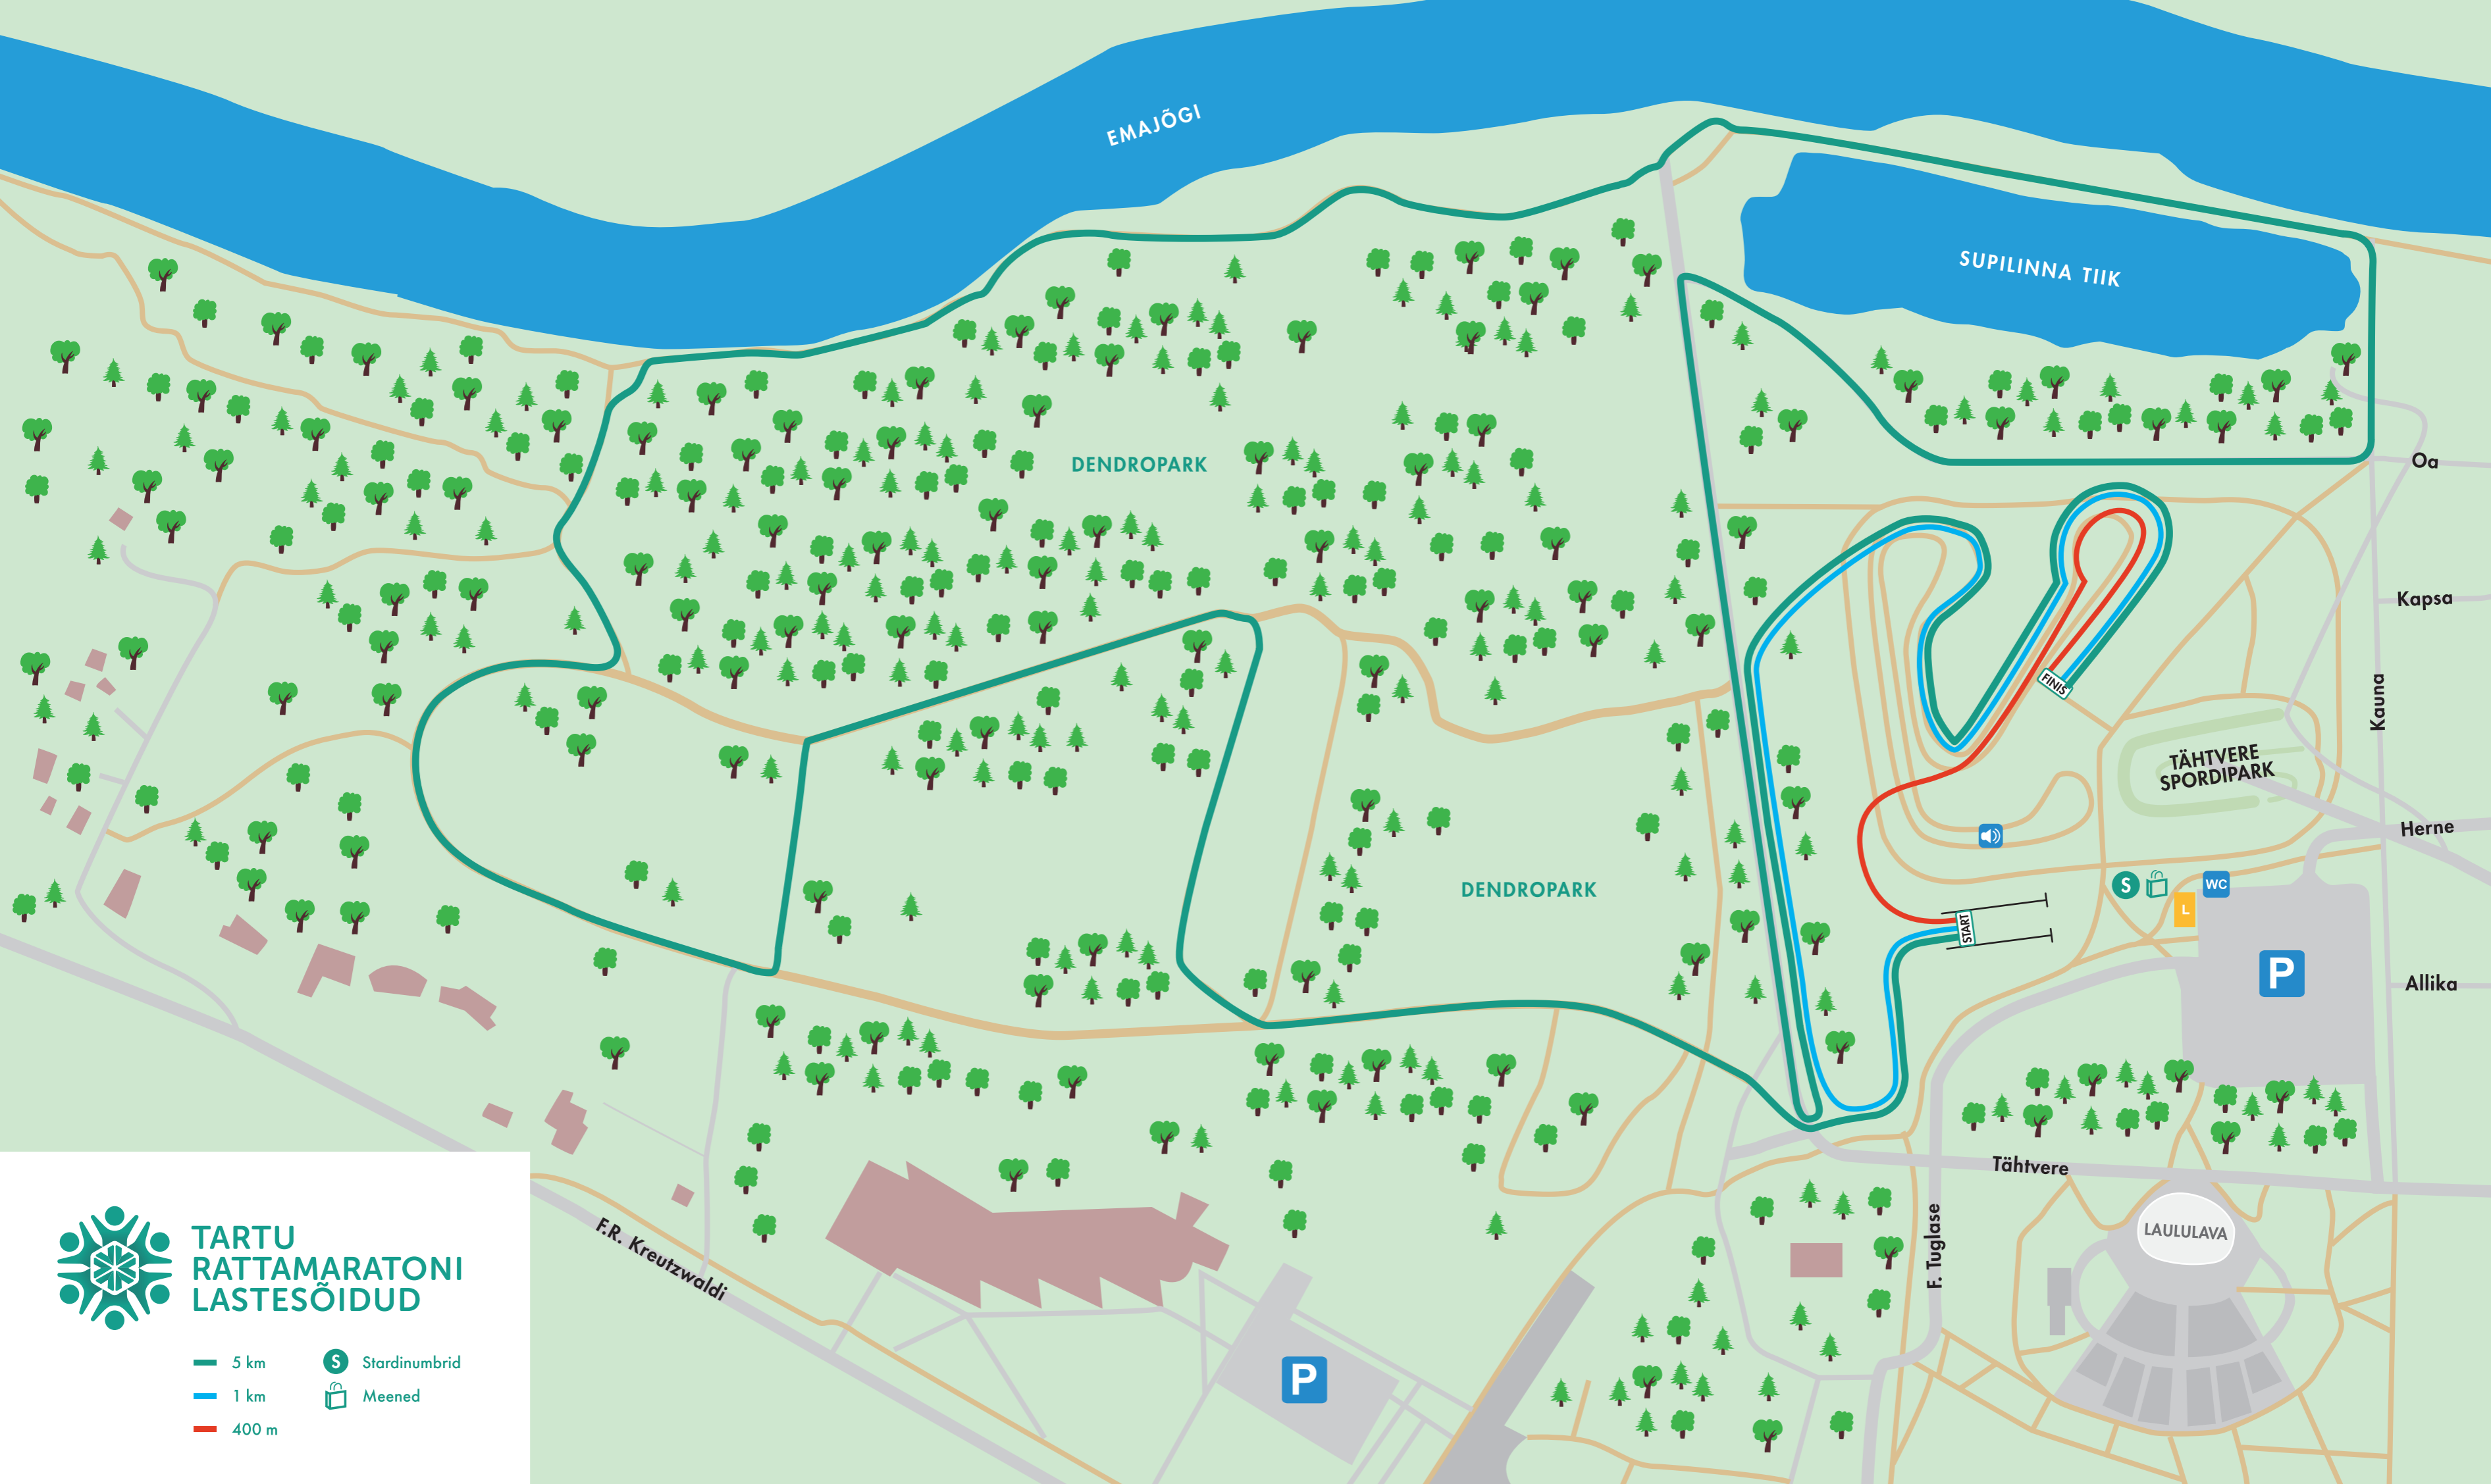 EMAJÕGI
SUPILINNA TIIK
DENDROPARK
Oa
Kapsa
FINIS
Kauna
TÄHTVERE
SPORDIPARK
Herne
DENDROPARK
S
WC
L
START
P
Allika
Tähtvere
F. Tuglase
LAULULAVA
F.R. Kreutzwaldi
P
TARTU
RATTAMARATONI
LASTESÕIDUD
5 km
S Stardinumbrid
1 km
Meened
400 m